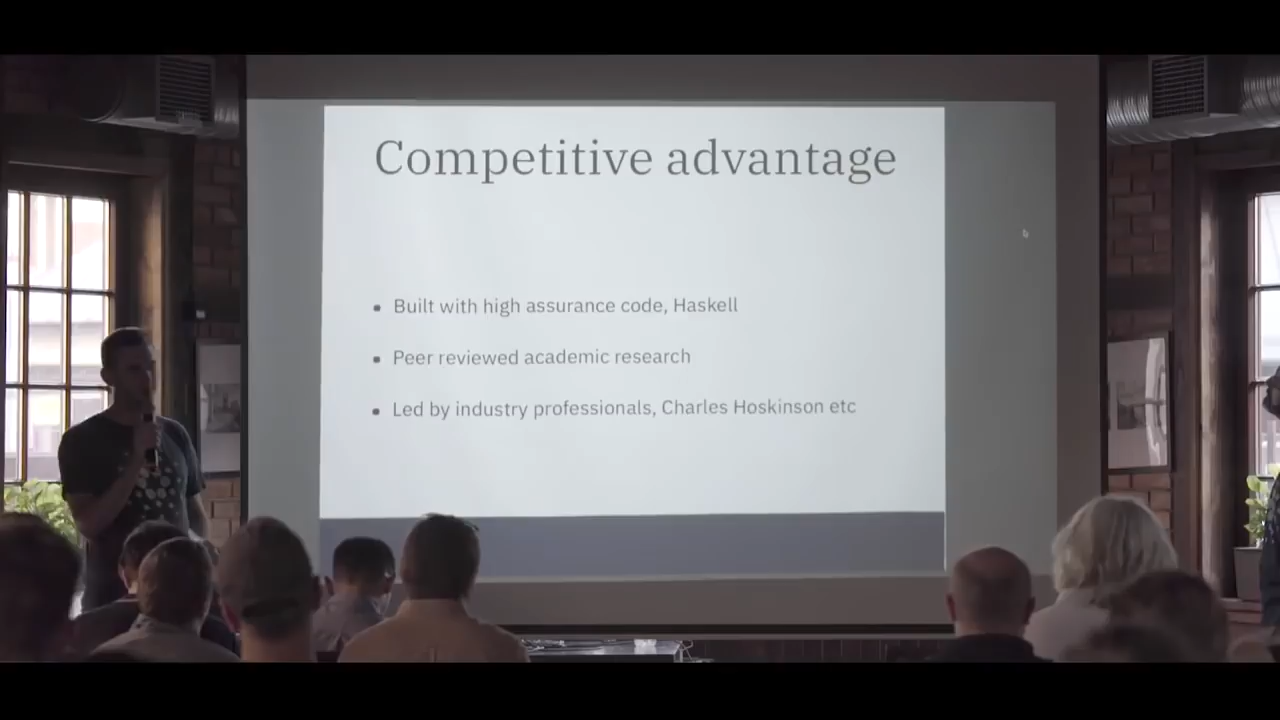 Competitive advantage
Built with high assurance code, Haskell
Peer reviewed academic research
Led by industry professionals, Charles Hoskinson etc